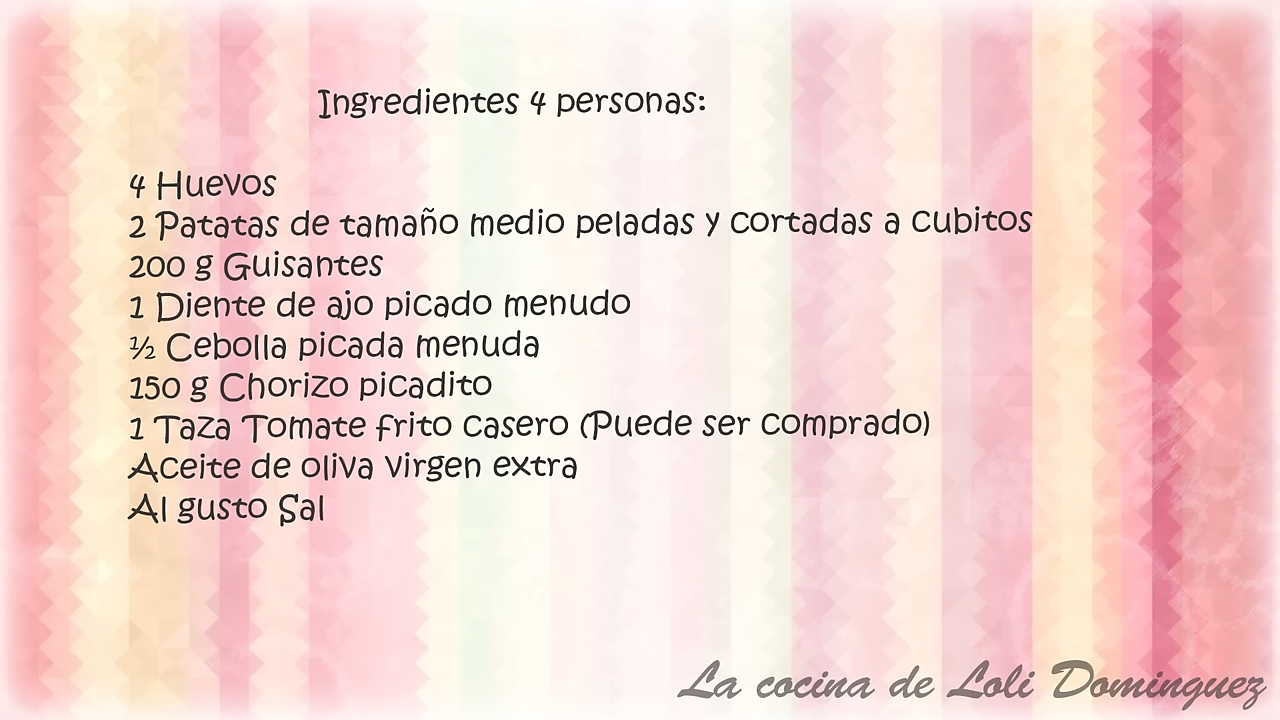 Ingredientes 4 personas:
4 Huevos
2 Patatas de tamaño medio peladas y cortadas a cubitos
200 g Guisantes
1 Diente de ajo picado menudo
½ Cebolla picada menuda
150 g Chorizo picadito
1 Taza Tomate frito casero (Puede ser comprado)
Aceite de oliva virgen extra
Al gusto Sal
La cocina de Loli Dominguez